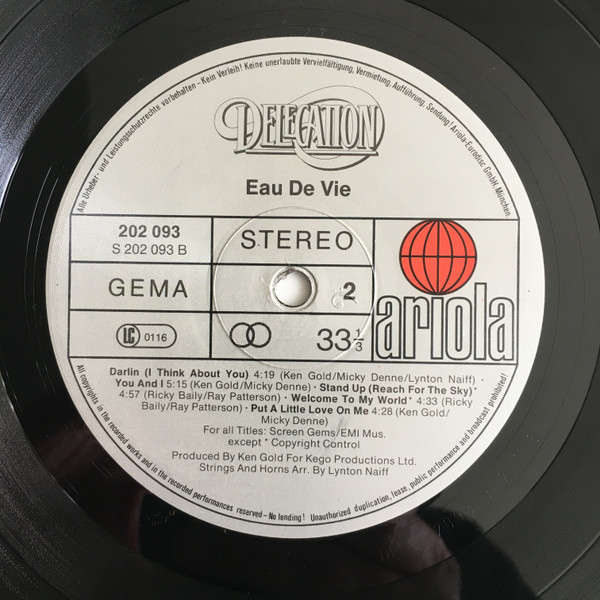 Alle Urheber- und Leistungsschutzrechte vorbehalten – Kein Verleih! Keine unerlaubte Vervielfältigung, Vermietung, Aufführung, Sendung! Ariola-Eurodisc GmbH, München.
DELEGATION
Eau De Vie
202 093
S 202 093 B
STEREO
GEMA
2
LC 0116
33 1/3
ariola
Darlin (I Think About You) 4:19 (Ken Gold/Micky Denne/Lynton Naiff) ·
You And I 5:15 (Ken Gold/Micky Denne) · Stand Up (Reach For The Sky)*
4:57 (Ricky Baily/Ray Patterson) · Welcome To My World* 4:33 (Ricky
Baily/Ray Patterson) · Put A Little Love On Me 4:28 (Ken Gold/
Micky Denne)
For all Titles: Screen Gems/EMI Mus.
except * Copyright Control
Produced By Ken Gold For Kego Productions Ltd.
Strings And Horns Arr. By Lynton Naiff
All copyrights in the recorded works and in the recorded performances reserved – No lending! Unauthorized duplication, lease, public performance and broadcast prohibited!